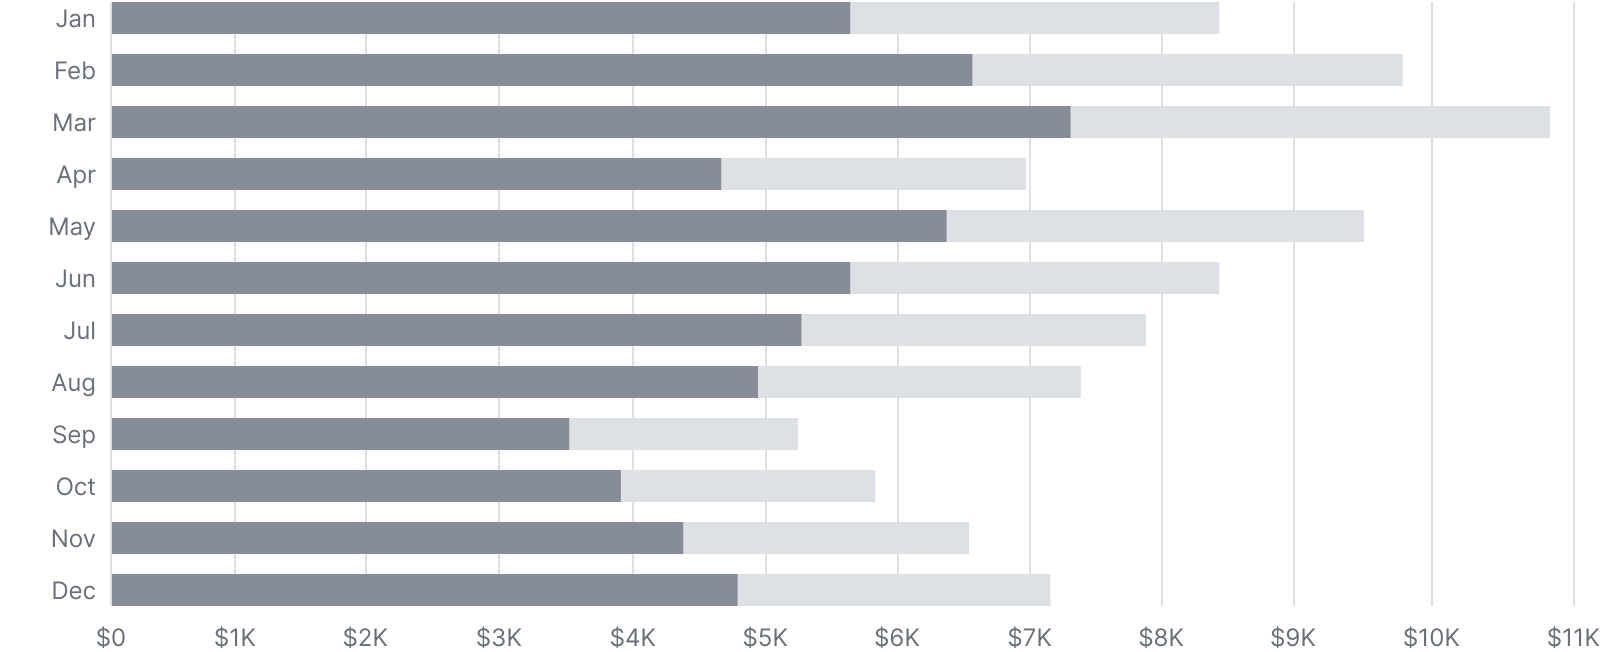 Jan
Feb
Mar
Apr
May
Jun
Jul
Aug
Sep
Oct
Nov
Dec
$0 $1K $2K $3K $4K $5K $6K $7K $8K $9K $10K $11K